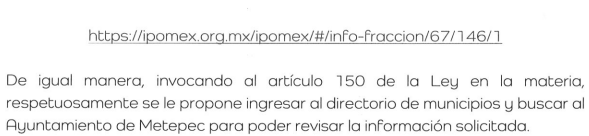 https://ipomex.org.mx/ipomex/#/info-fraccion/67/146/1
De igual manera, invocando al artículo 150 de la Ley en la materia,
respetuosamente se le propone ingresar al directorio de municipios y buscar al
Ayuntamiento de Metepec para poder revisar la información solicitada.